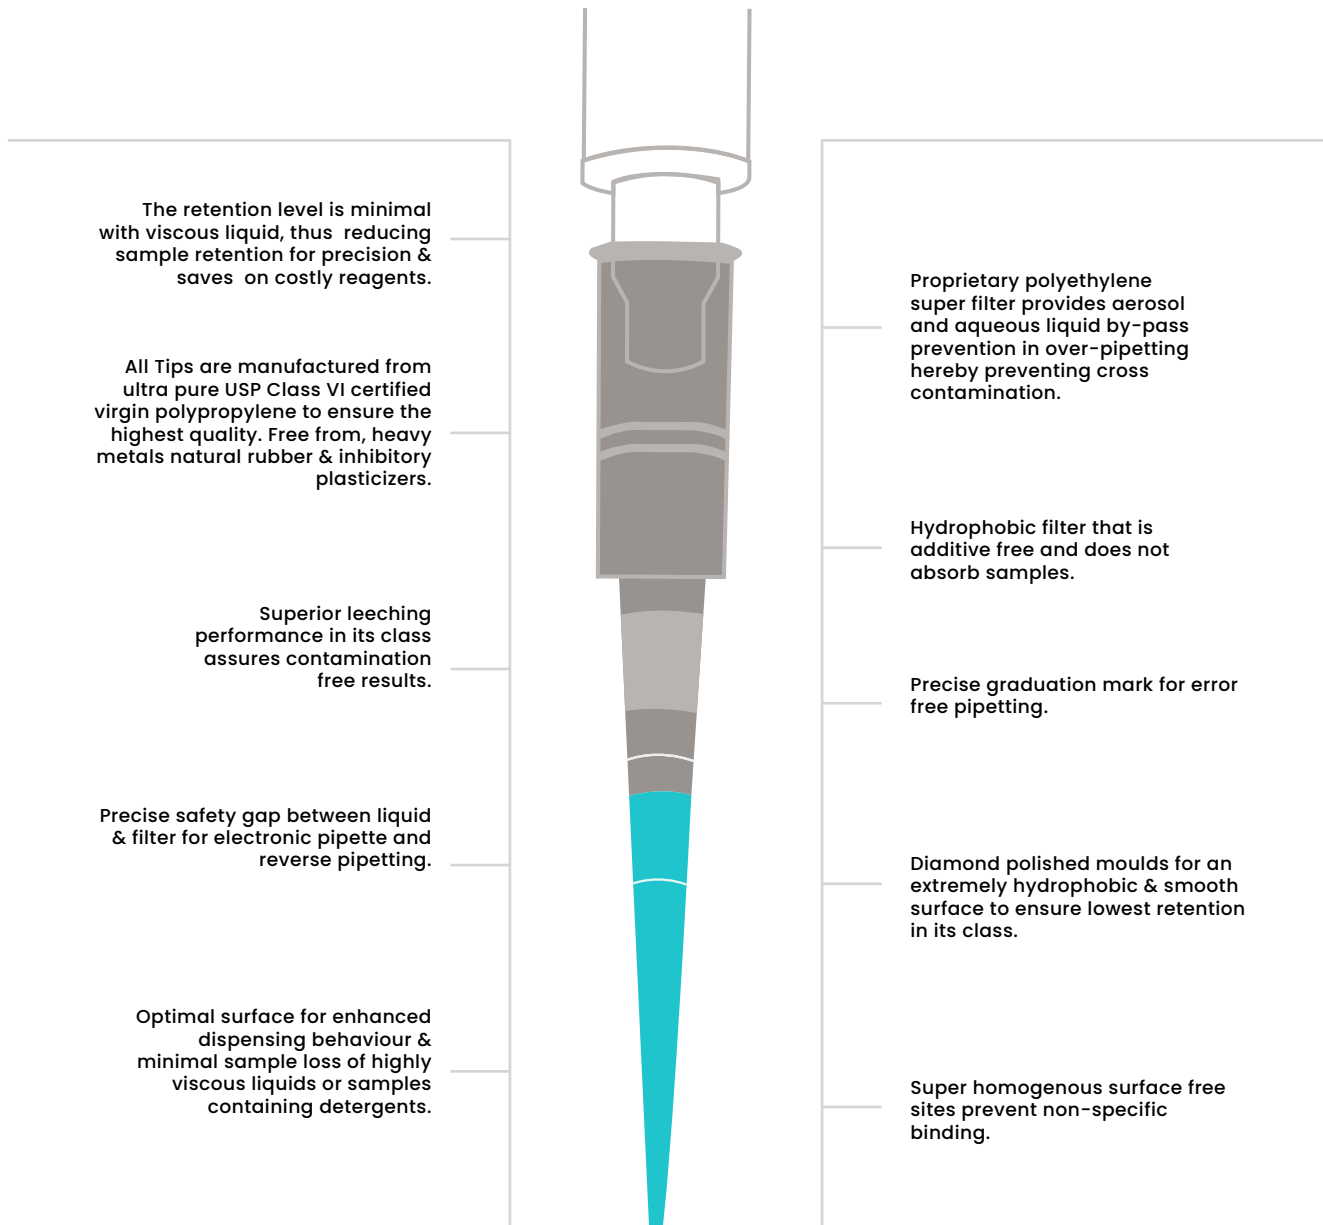 The retention level is minimal
with viscous liquid, thus  reducing
sample retention for precision &
saves  on costly reagents.
All Tips are manufactured from
ultra pure USP Class VI certified
virgin polypropylene to ensure the
highest quality. Free from, heavy
metals natural rubber & inhibitory
plasticizers.
Superior leeching
performance in its class
assures contamination
free results.
Precise safety gap between liquid
& filter for electronic pipette and
reverse pipetting.
Optimal surface for enhanced
dispensing behaviour &
minimal sample loss of highly
viscous liquids or samples
containing detergents.
Proprietary polyethylene
super filter provides aerosol
and aqueous liquid by-pass
prevention in over-pipetting
hereby preventing cross
contamination.
Hydrophobic filter that is
additive free and does not
absorb samples.
Precise graduation mark for error
free pipetting.
Diamond polished moulds for an
extremely hydrophobic & smooth
surface to ensure lowest retention
in its class.
Super homogenous surface free
sites prevent non-specific
binding.